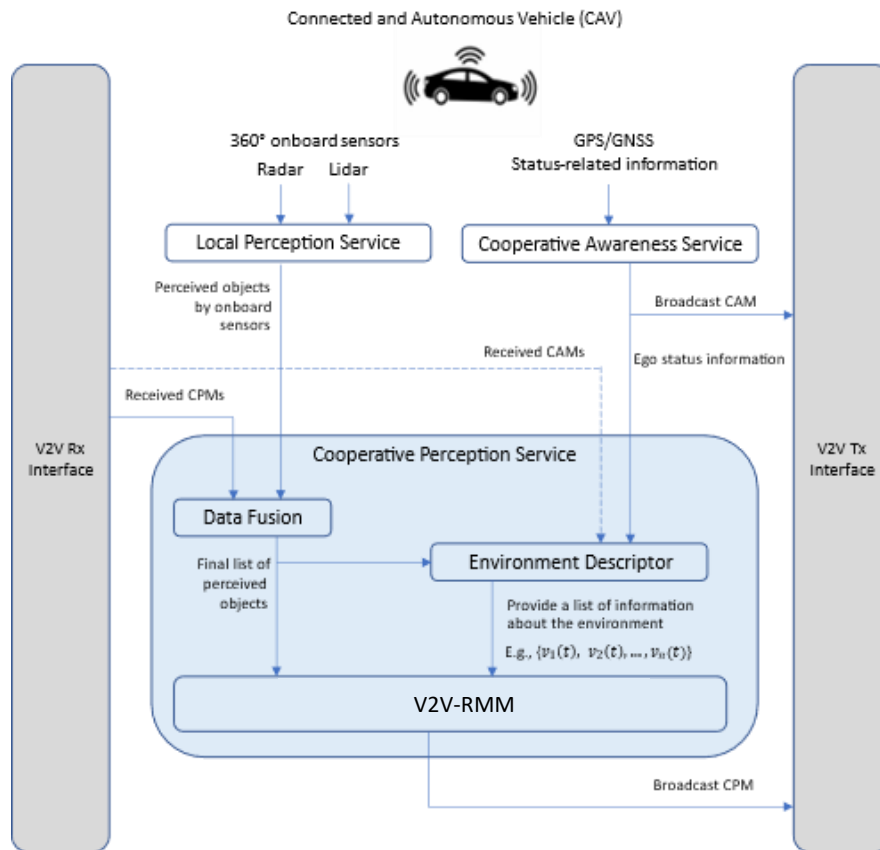 Connected and Autonomous Vehicle (CAV)
360° onboard sensors
Radar
Lidar
GPS/GNSS
Status-related information
Local Perception Service
Cooperative Awareness Service
Perceived objects
by onboard
sensors
Broadcast CAM
Received CAMs
Ego status information
Received CPMs
V2V Rx
Interface
V2V Tx
Interface
Cooperative Perception Service
Data Fusion
Final list of
perceived
objects
Environment Descriptor
Provide a list of information
about the environment
E.g., {v₁(t), v₂(t), ..., vₙ(t)}
V2V-RMM
Broadcast CPM